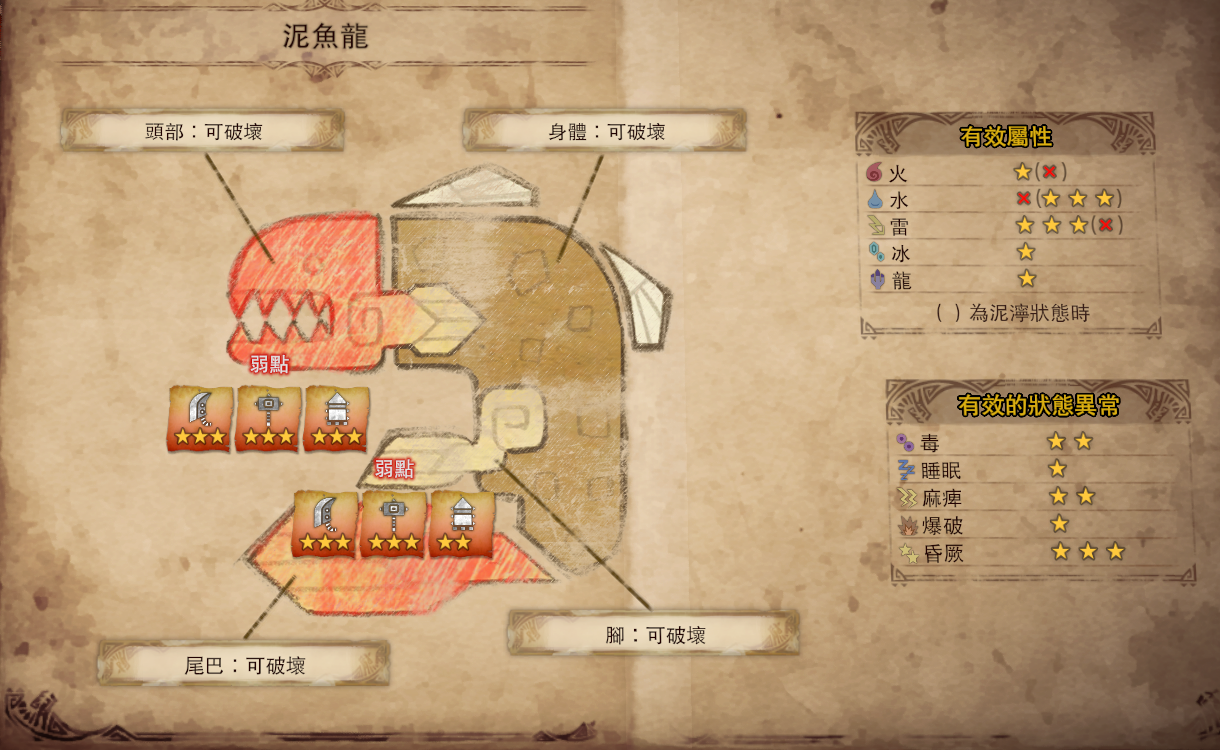 泥魚龍
頭部：可破壞
身體：可破壞
弱點
弱點
尾巴：可破壞
腳：可破壞
有效屬性
火 (×)
水 ×( )
雷 (×)
冰
龍
( ) 為泥濘狀態時
有效的狀態異常
毒
睡眠
麻痺
爆破
昏厥